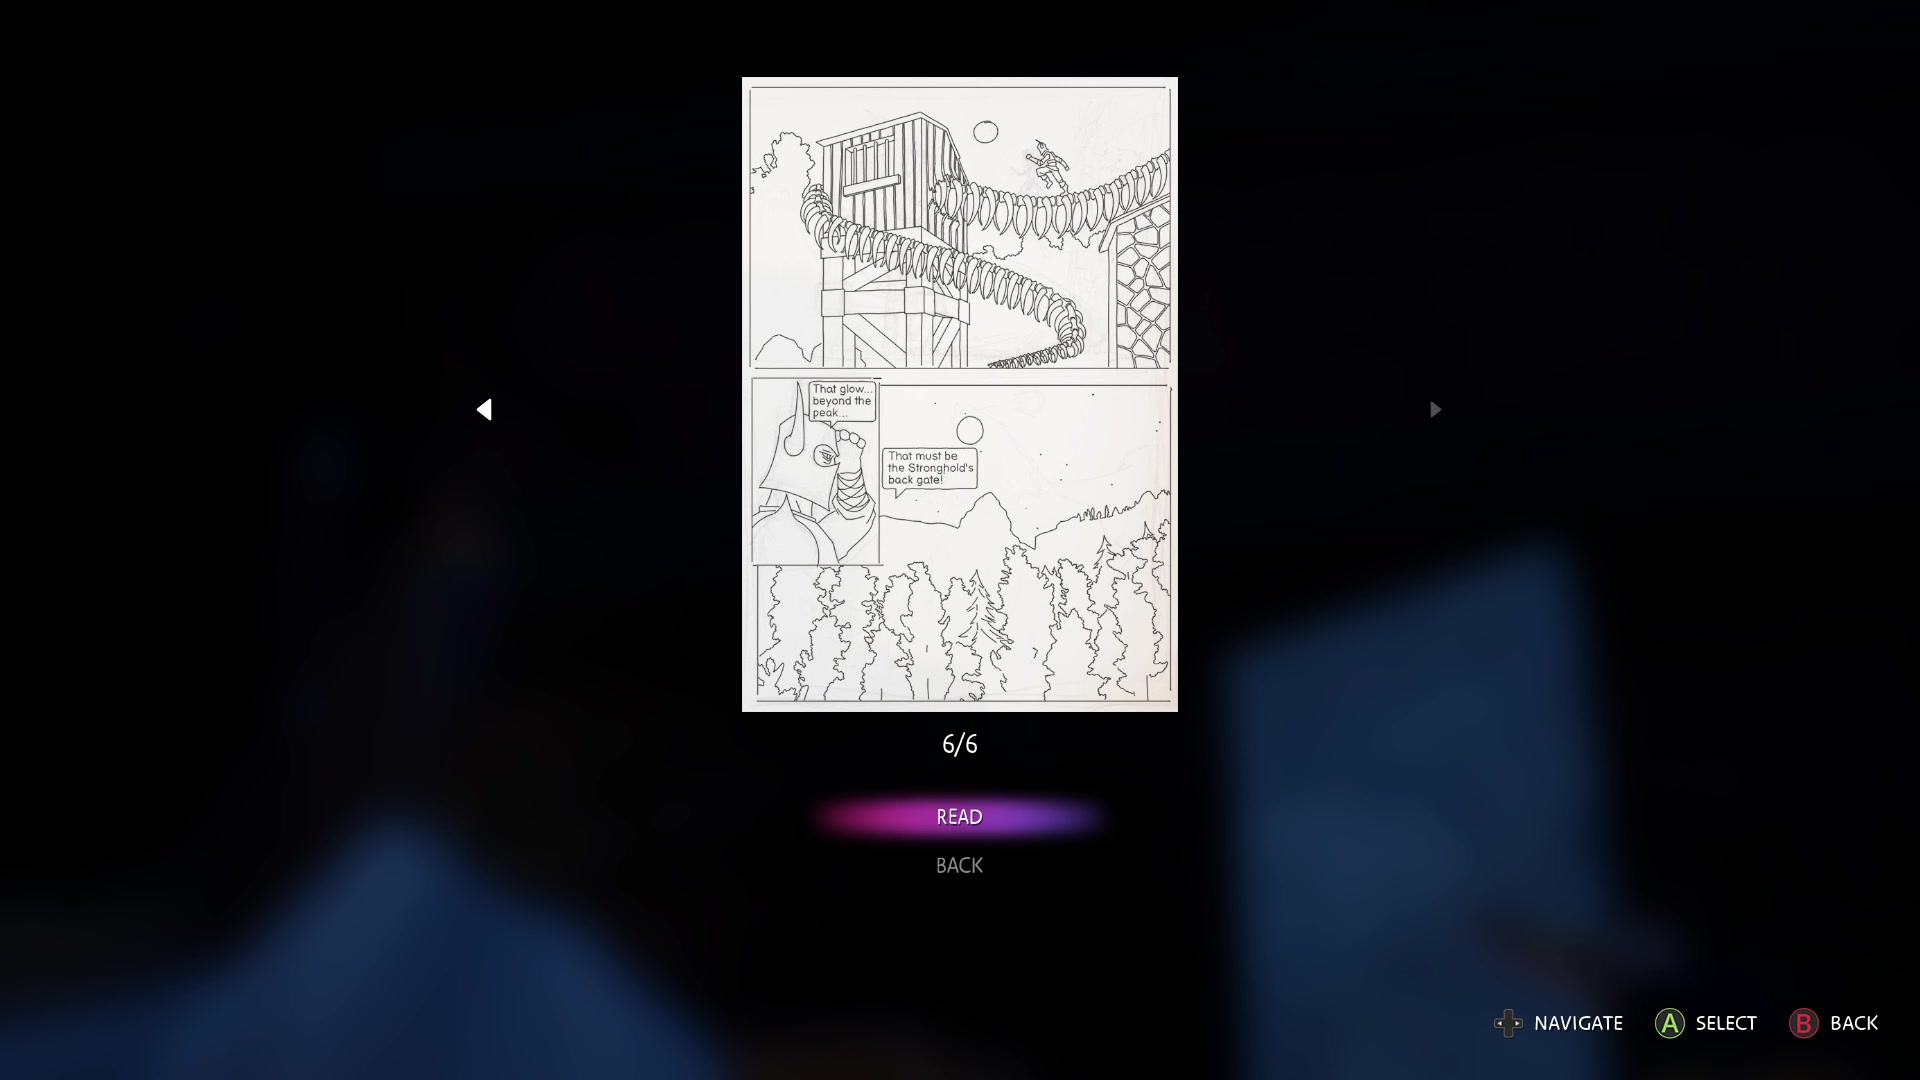 That glow...
beyond the
peak...
That must be
the Stronghold's
back gate!
6/6
READ
BACK
NAVIGATE
A SELECT
B BACK